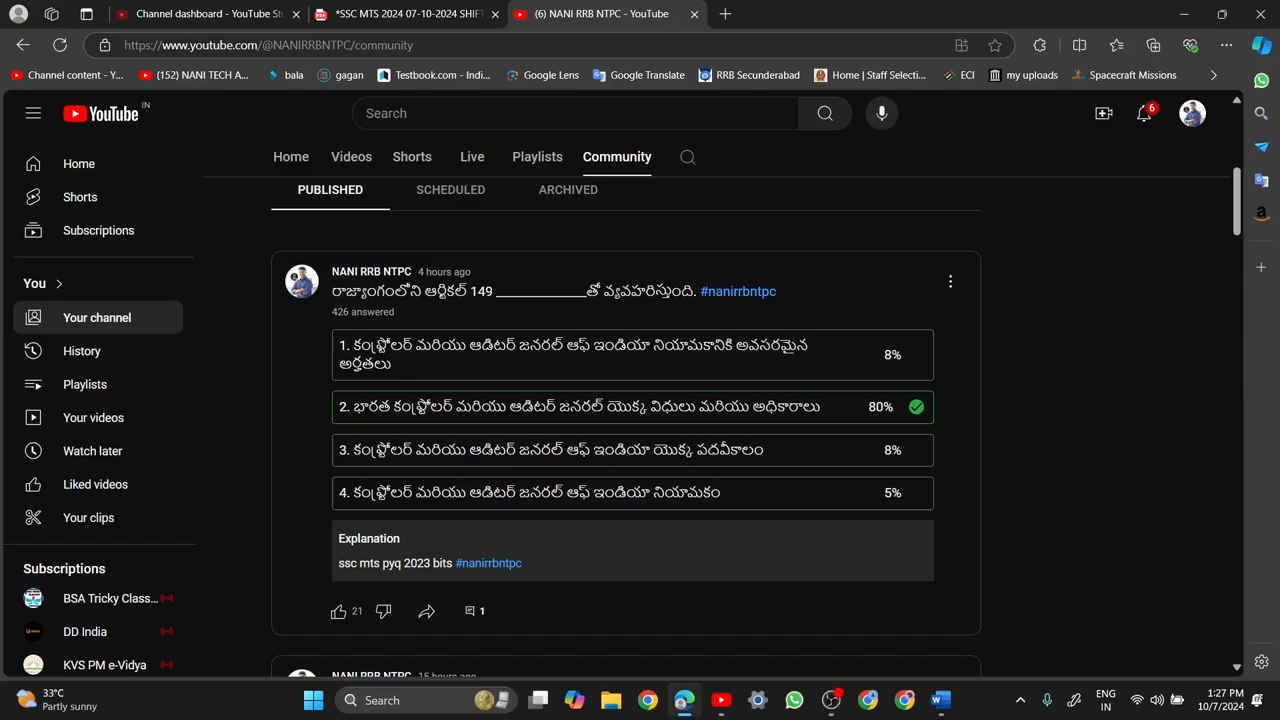 Channel dashboard - YouTube St
*SSC MTS 2024 07-10-2024 SHIFT
(6) NANI RRB NTPC - YouTube
https://www.youtube.com/@NANIRRBNTPC/community
Channel content - Y...
(152) NANI TECH A...
bala
gagan
Testbook.com - Indi...
Google Lens
Google Translate
RRB Secunderabad
Home | Staff Selecti...
ECI
my uploads
Spacecraft Missions
YouTube IN
Search
6
Home
Videos
Shorts
Live
Playlists
Community
PUBLISHED
SCHEDULED
ARCHIVED
Home
Shorts
Subscriptions
You
Your channel
History
Playlists
Your videos
Watch later
Liked videos
Your clips
Subscriptions
BSA Tricky Class...
DD India
KVS PM e-Vidya
NANI RRB NTPC 4 hours ago
రాజ్యాంగంలోని ఆర్టికల్ 149 ____________తో వ్యవహరిస్తుంది. #nanirrbntpc
426 answered
1. కంట్రోలర్ మరియు ఆడిటర్ జనరల్ ఆఫ్ ఇండియా నియామకానికి అవసరమైన
అర్హతలు
8%
2. భారత కంట్రోలర్ మరియు ఆడిటర్ జనరల్ యొక్క విధులు మరియు అధికారాలు 80%
3. కంట్రోలర్ మరియు ఆడిటర్ జనరల్ ఆఫ్ ఇండియా యొక్క పదవీకాలం 8%
4. కంట్రోలర్ మరియు ఆడిటర్ జనరల్ ఆఫ్ ఇండియా నియామకం 5%
Explanation
ssc mts pyq 2023 bits #nanirrbntpc
21
1
NANI RRB NTPC 15 hours ago
33°C
Partly sunny
Search
ENG
IN
1:27 PM
10/7/2024